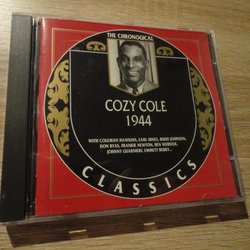 THE CHRONOGICAL
COZY COLE
1944
WITH COLEMAN HAWKINS, EARL HINES, BUDD JOHNSON,
DON BYAS, FRANKIE NEWTON, BEN WEBSTER,
JOHNNY GUARNIERI, EMMETT BERRY...
CLASSICS